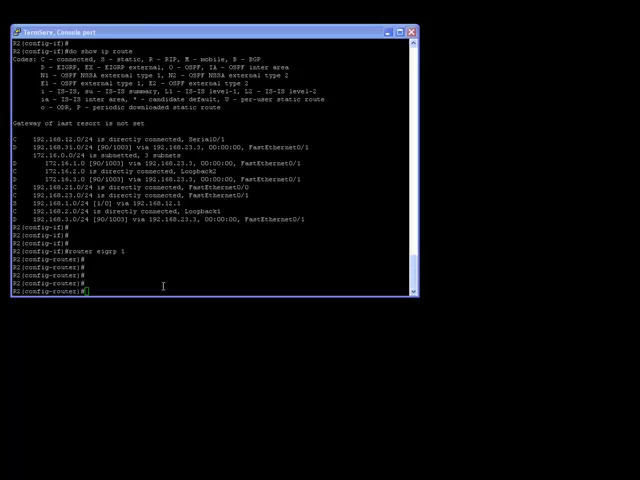 TermServ, Console port
R2(config-if)#
R2(config-if)#do show ip route
Codes: C - connected, S - static, R - RIP, M - mobile, B - BGP
D - EIGRP, EX - EIGRP external, O - OSPF, IA - OSPF inter area
N1 - OSPF NSSA external type 1, N2 - OSPF NSSA external type 2
E1 - OSPF external type 1, E2 - OSPF external type 2
i - IS-IS, su - IS-IS summary, L1 - IS-IS level-1, L2 - IS-IS level-2
ia - IS-IS inter area, * - candidate default, U - per-user static route
o - ODR, P - periodic downloaded static route
Gateway of last resort is not set
C 192.168.12.0/24 is directly connected, Serial0/1
D 192.168.31.0/24 [90/1003] via 192.168.23.3, 00:00:00, FastEthernet0/1
172.16.0.0/24 is subnetted, 3 subnets
D 172.16.1.0 [90/1003] via 192.168.23.3, 00:00:00, FastEthernet0/1
C 172.16.2.0 is directly connected, Loopback2
D 172.16.3.0 [90/1003] via 192.168.23.3, 00:00:00, FastEthernet0/1
C 192.168.21.0/24 is directly connected, FastEthernet0/0
C 192.168.23.0/24 is directly connected, FastEthernet0/1
S 192.168.1.0/24 [1/0] via 192.168.12.1
C 192.168.2.0/24 is directly connected, Loopback1
D 192.168.3.0/24 [90/1003] via 192.168.23.3, 00:00:00, FastEthernet0/1
R2(config-if)#
R2(config-if)#
R2(config-if)#
R2(config-if)#router eigrp 1
R2(config-router)#
R2(config-router)#
R2(config-router)#
R2(config-router)#
R2(config-router)#